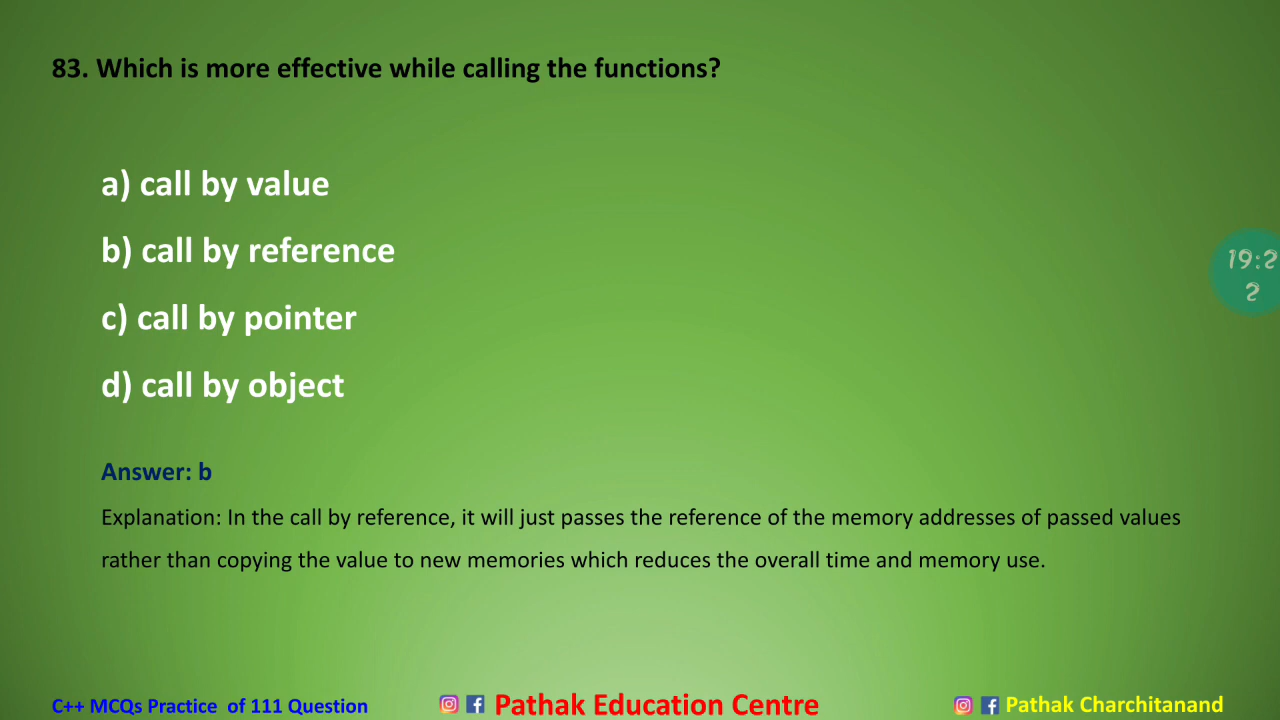 83. Which is more effective while calling the functions?
a) call by value
b) call by reference
c) call by pointer
d) call by object
19:2
2
Answer: b
Explanation: In the call by reference, it will just passes the reference of the memory addresses of passed values
rather than copying the value to new memories which reduces the overall time and memory use.
C++ MCQs Practice of 111 Question
Pathak Education Centre
Pathak Charchitanand